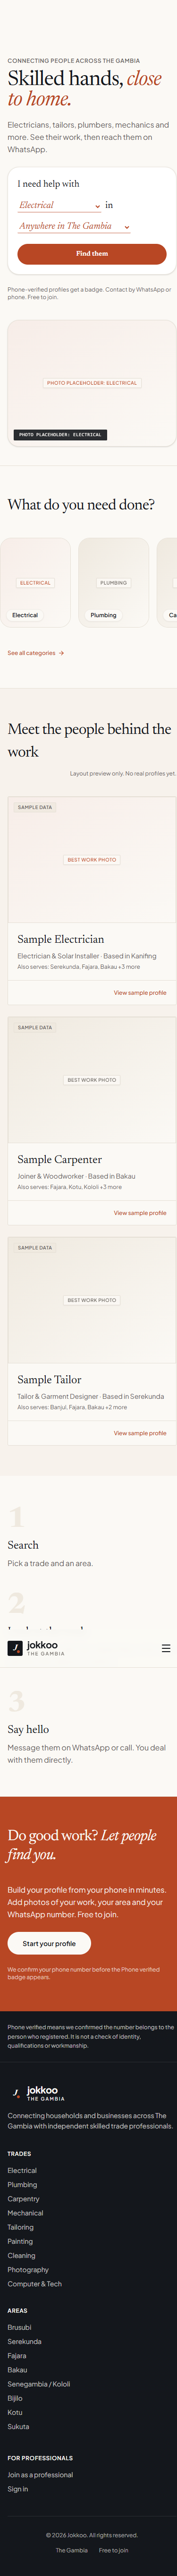 CONNECTING PEOPLE ACROSS THE GAMBIA
Skilled hands, close
to home.
Electricians, tailors, plumbers, mechanics and
more. See their work, then reach them on
WhatsApp.
I need help with
Electrical
in
Anywhere in The Gambia
Find them
Phone-verified profiles get a badge. Contact by WhatsApp or
phone. Free to join.
PHOTO PLACEHOLDER: ELECTRICAL
PHOTO PLACEHOLDER: ELECTRICAL
What do you need done?
ELECTRICAL
PLUMBING
Electrical
Plumbing
Ca
See all categories →
Meet the people behind the
work
Layout preview only. No real profiles yet.
SAMPLE DATA
BEST WORK PHOTO
Sample Electrician
Electrician & Solar Installer · Based in Kanifing
Also serves: Serekunda, Fajara, Bakau +3 more
View sample profile
SAMPLE DATA
BEST WORK PHOTO
Sample Carpenter
Joiner & Woodworker · Based in Bakau
Also serves: Fajara, Kotu, Kololi +3 more
View sample profile
SAMPLE DATA
BEST WORK PHOTO
Sample Tailor
Tailor & Garment Designer · Based in Serekunda
Also serves: Banjul, Fajara, Bakau +2 more
View sample profile
1
Search
Pick a trade and an area.
2
J jokkoo
THE GAMBIA
3
Say hello
Message them on WhatsApp or call. You deal
with them directly.
Do good work? Let people
find you.
Build your profile from your phone in minutes.
Add photos of your work, your area and your
WhatsApp number. Free to join.
Start your profile
We confirm your phone number before the Phone verified
badge appears.
Phone verified means we confirmed the number belongs to the
person who registered. It is not a check of identity,
qualifications or workmanship.
J jokkoo
THE GAMBIA
Connecting households and businesses across The
Gambia with independent skilled trade professionals.
TRADES
Electrical
Plumbing
Carpentry
Mechanical
Tailoring
Painting
Cleaning
Photography
Computer & Tech
AREAS
Brusubi
Serekunda
Fajara
Bakau
Senegambia / Kololi
Bijilo
Kotu
Sukuta
FOR PROFESSIONALS
Join as a professional
Sign in
© 2026 Jokkoo. All rights reserved.
The Gambia
Free to join